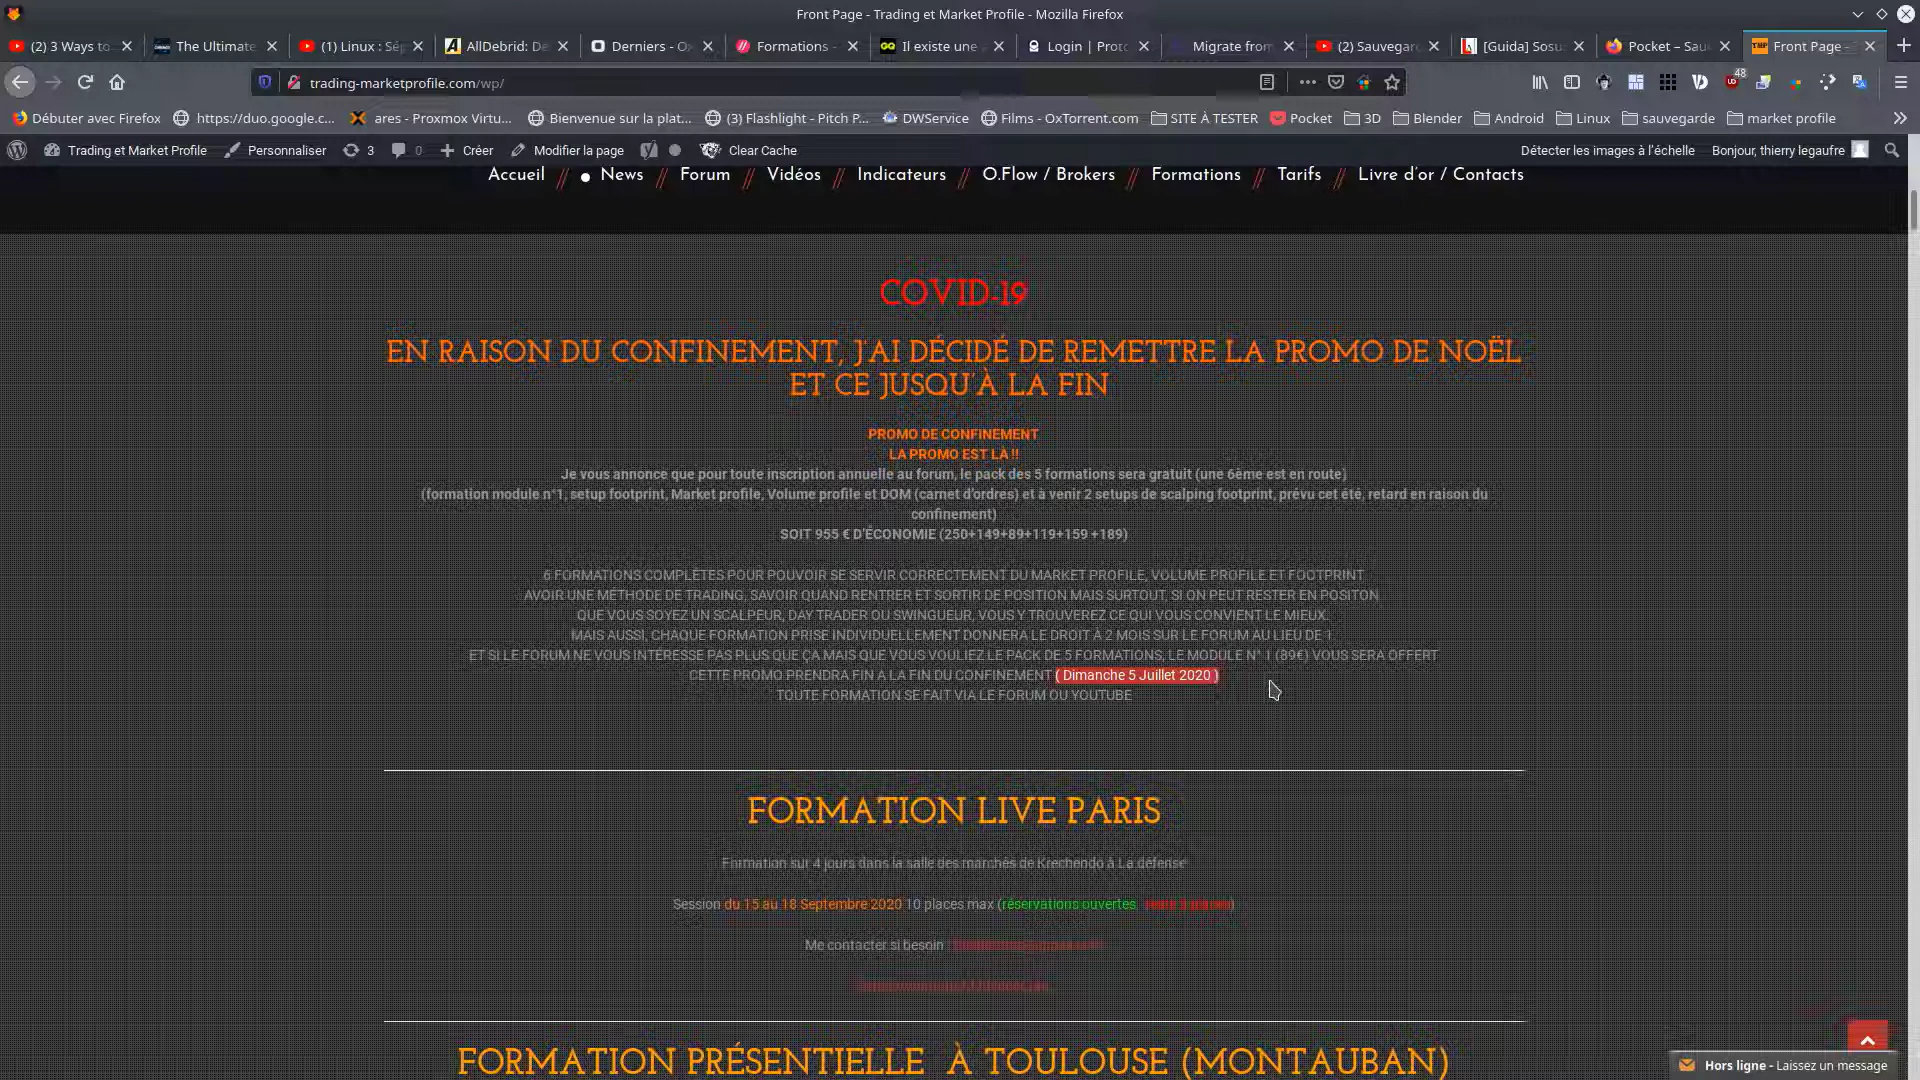 Front Page - Trading et Market Profile - Mozilla Firefox
(2) 3 Ways to
The Ultimate
(1) Linux : Sé
AllDebrid: De
Derniers - Ox
Formations -
Il existe une
Login | Proto
Migrate from
(2) Sauvegar
[Guida] Sosu
Pocket – Sau
Front Page -
trading-marketprofile.com/wp/
48
Débuter avec Firefox
https://duo.google.c...
ares - Proxmox Virtu...
Bienvenue sur la plat...
(3) Flashlight - Pitch P...
DWService
Films - OxTorrent.com
SITE À TESTER
Pocket
3D
Blender
Android
Linux
sauvegarde
market profile
Trading et Market Profile
Personnaliser
3
0
Créer
Modifier la page
Clear Cache
Détecter les images à l'échelle
Bonjour, thierry legaufre
Accueil // News // Forum // Vidéos // Indicateurs // O.Flow / Brokers // Formations // Tarifs // Livre d'or / Contacts
COVID-19
EN RAISON DU CONFINEMENT, J'AI DÉCIDÉ DE REMETTRE LA PROMO DE NOËL
ET CE JUSQU'À LA FIN
PROMO DE CONFINEMENT
LA PROMO EST LÀ !!
Je vous annonce que pour toute inscription annuelle au forum, le pack des 5 formations sera gratuit (une 6ème est en route)
(formation module n°1, setup footprint, Market profile, Volume profile et DOM (carnet d'ordres) et à venir 2 setups de scalping footprint, prévu cet été, retard en raison du
confinement)
SOIT 955 € D'ÉCONOMIE (250+149+89+119+159 +189)
6 FORMATIONS COMPLÈTES POUR POUVOIR SE SERVIR CORRECTEMENT DU MARKET PROFILE, VOLUME PROFILE ET FOOTPRINT
AVOIR UNE MÉTHODE DE TRADING, SAVOIR QUAND RENTRER ET SORTIR DE POSITION MAIS SURTOUT, SI ON PEUT RESTER EN POSITON
QUE VOUS SOYEZ UN SCALPEUR, DAY TRADER OU SWINGUEUR, VOUS Y TROUVEREZ CE QUI VOUS CONVIENT LE MIEUX.
MAIS AUSSI, CHAQUE FORMATION PRISE INDIVIDUELLEMENT DONNERA LE DROIT À 2 MOIS SUR LE FORUM AU LIEU DE 1.
ET SI LE FORUM NE VOUS INTÉRESSE PAS PLUS QUE ÇA MAIS QUE VOUS VOULIEZ LE PACK DE 5 FORMATIONS, LE MODULE N° 1 (89€) VOUS SERA OFFERT
CETTE PROMO PRENDRA FIN A LA FIN DU CONFINEMENT ( Dimanche 5 Juillet 2020 )
TOUTE FORMATION SE FAIT VIA LE FORUM OU YOUTUBE
FORMATION LIVE PARIS
Formation sur 4 jours dans la salle des marchés de Krechendo à La défense
Session du 15 au 18 Septembre 2020 10 places max (réservations ouvertes,
Me contacter si besoin :
FORMATION PRÉSENTIELLE À TOULOUSE (MONTAUBAN)
Hors ligne - Laissez un message